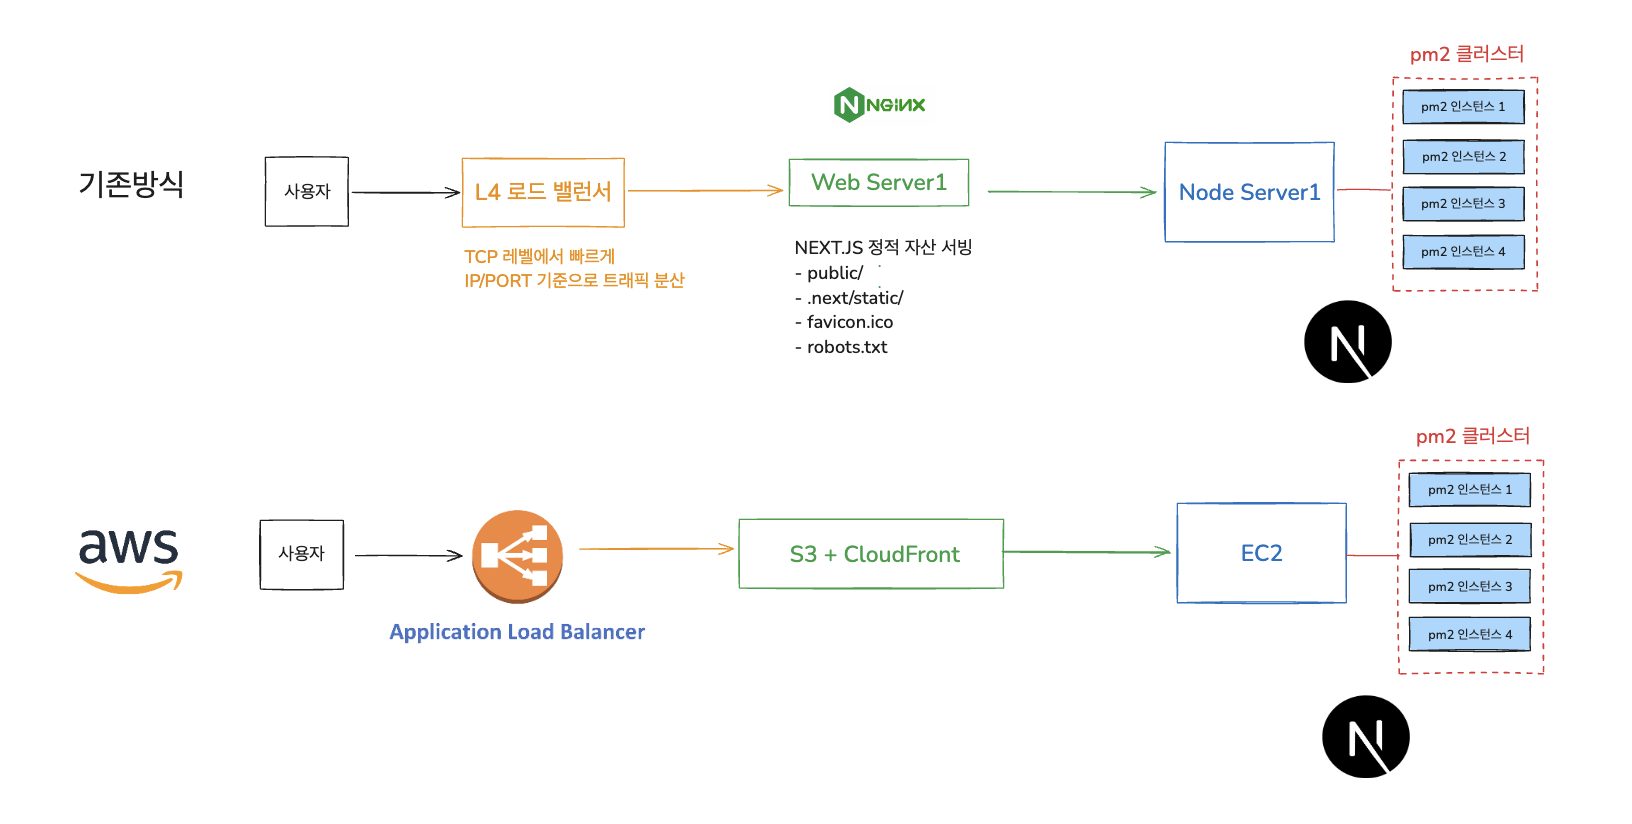 pm2 클러스터
NGINX
기존방식
사용자
L4 로드 밸런서
Web Server1
Node Server1
pm2 인스턴스 1
pm2 인스턴스 2
pm2 인스턴스 3
pm2 인스턴스 4
TCP 레벨에서 빠르게
IP/PORT 기준으로 트래픽 분산
NEXT.JS 정적 자산 서빙
- public/
- .next/static/
- favicon.ico
- robots.txt
N
pm2 클러스터
aws
사용자
Application Load Balancer
S3 + CloudFront
EC2
pm2 인스턴스 1
pm2 인스턴스 2
pm2 인스턴스 3
pm2 인스턴스 4
N